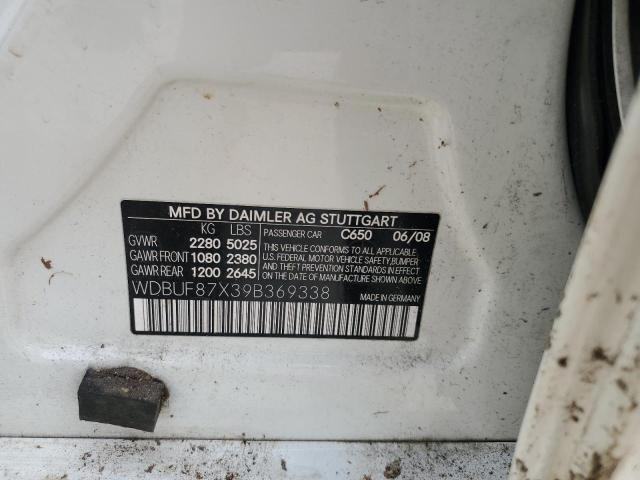 MFD BY DAIMLER AG STUTTGART
KG LBS
GVWR 2280 5025
GAWR FRONT 1080 2380
GAWR REAR 1200 2645
PASSENGER CAR C650 06/08
THIS VEHICLE CONFORMS TO ALL APPLICABLE
U.S. FEDERAL MOTOR VEHICLE SAFETY,BUMPER
AND THEFT PREVENTION STANDARDS IN EFFECT ON
THE DATE OF MANUFACTURE SHOWN ABOVE
WDBUF87X39B369338 MADE IN GERMANY